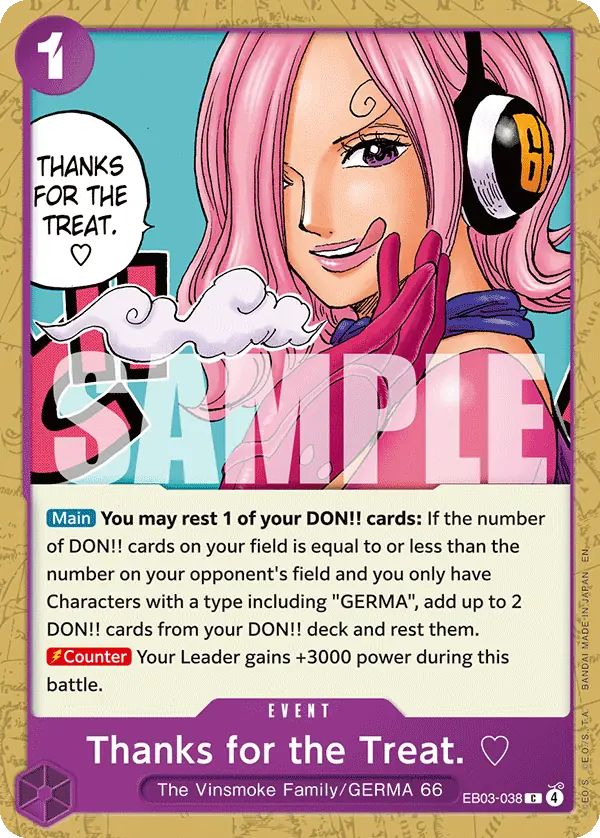 1
THANKS
FOR THE
TREAT.
♡
SAMPLE
Main You may rest 1 of your DON!! cards: If the number
of DON!! cards on your field is equal to or less than the
number on your opponent's field and you only have
Characters with a type including "GERMA", add up to 2
DON!! cards from your DON!! deck and rest them.
Counter Your Leader gains +3000 power during this
battle.
EVENT
Thanks for the Treat. ♡
The Vinsmoke Family/GERMA 66
EB03-038 C 4
BANDAI MADE IN JAPAN EN